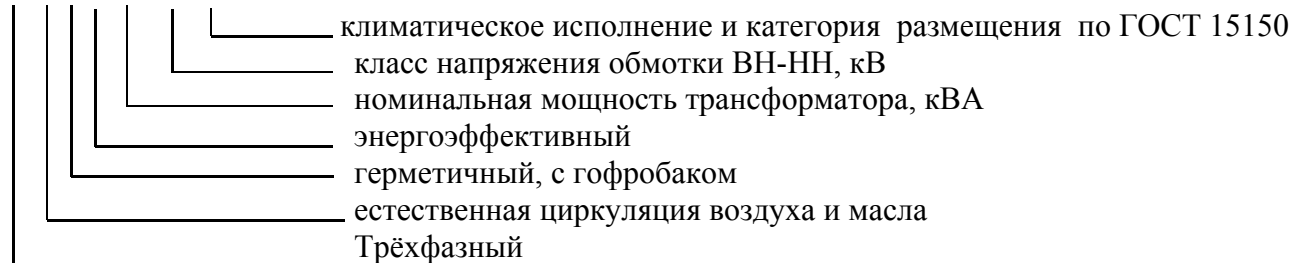 климатическое исполнение и категория размещения по ГОСТ 15150
класс напряжения обмотки ВН-НН, кВ
номинальная мощность трансформатора, кВА
энергоэффективный
герметичный, с гофробаком
естественная циркуляция воздуха и масла
Трёхфазный